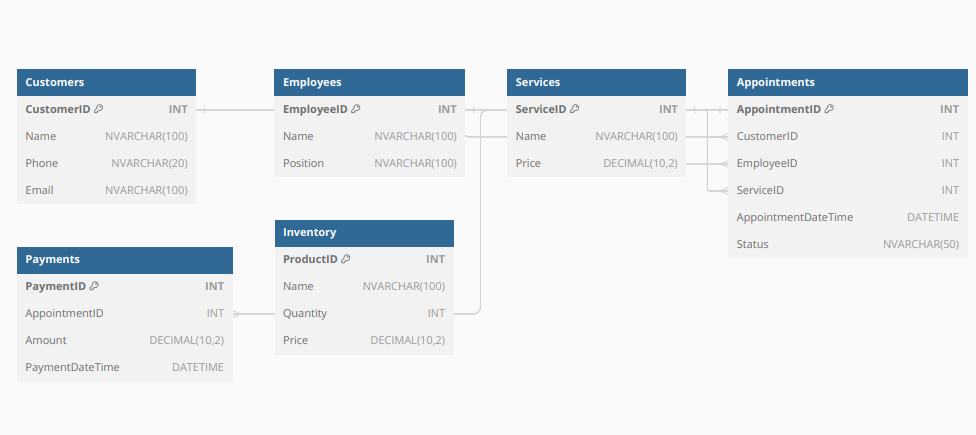 Customers
CustomerID INT
Name NVARCHAR(100)
Phone NVARCHAR(20)
Email NVARCHAR(100)
Employees
EmployeeID INT
Name NVARCHAR(100)
Position NVARCHAR(100)
Services
ServiceID INT
Name NVARCHAR(100)
Price DECIMAL(10,2)
Appointments
AppointmentID INT
CustomerID INT
EmployeeID INT
ServiceID INT
AppointmentDateTime DATETIME
Status NVARCHAR(50)
Payments
PaymentID INT
AppointmentID INT
Amount DECIMAL(10,2)
PaymentDateTime DATETIME
Inventory
ProductID INT
Name NVARCHAR(100)
Quantity INT
Price DECIMAL(10,2)